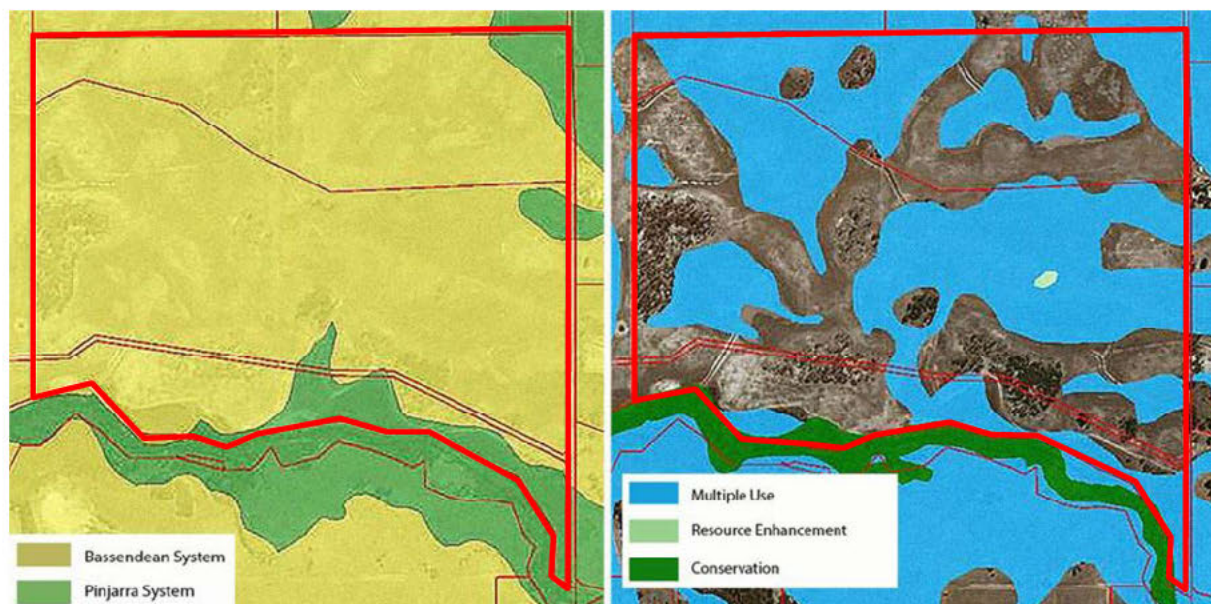 Bassendean System
Pinjarra System
Multiple Use
Resource Enhancement
Conservation